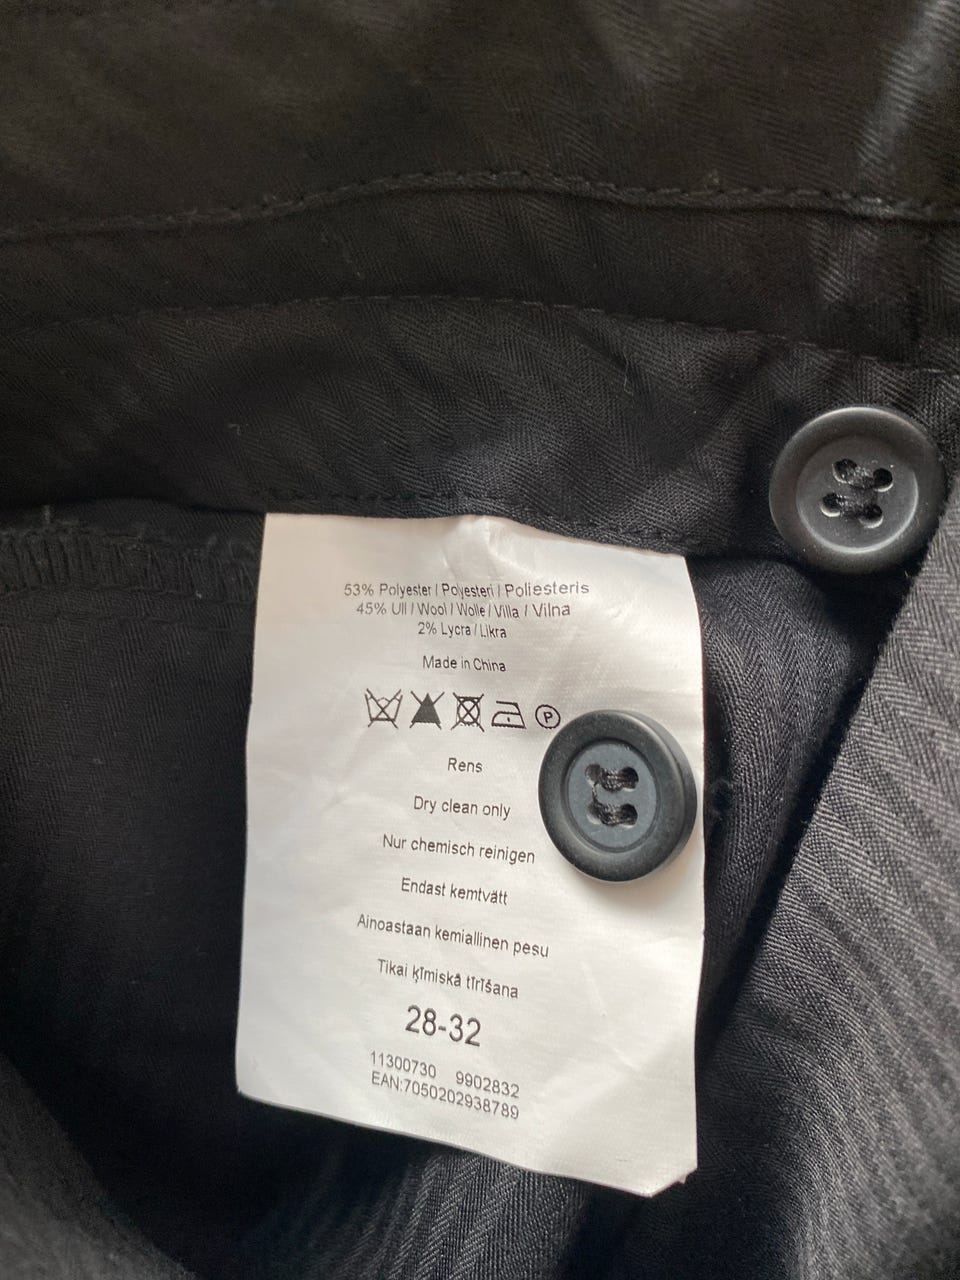 53% Polyester / Polyesteri / Poliesteris
45% Ull / Wool / Wolle / Villa / Vilna
2% Lycra / Likra
Made in China
P
Rens
Dry clean only
Nur chemisch reinigen
Endast kemtvätt
Ainoastaan kemiallinen pesu
Tikai ķīmiskā tīrīšana
28-32
11300730 9902832
EAN:7050202938789